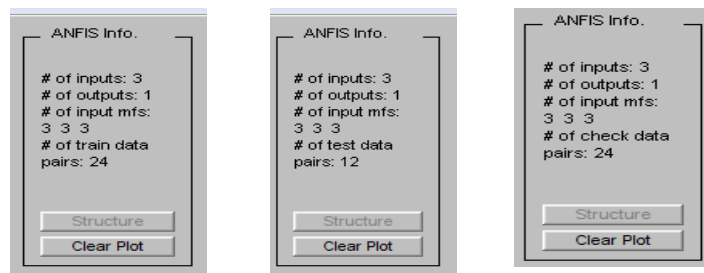 ANFIS Info.
# of inputs: 3
# of outputs: 1
# of input mfs:
3 3 3
# of train data
pairs: 24
Structure
Clear Plot
ANFIS Info.
# of inputs: 3
# of outputs: 1
# of input mfs:
3 3 3
# of test data
pairs: 12
Structure
Clear Plot
ANFIS Info.
# of inputs: 3
# of outputs: 1
# of input mfs:
3 3 3
# of check data
pairs: 24
Structure
Clear Plot